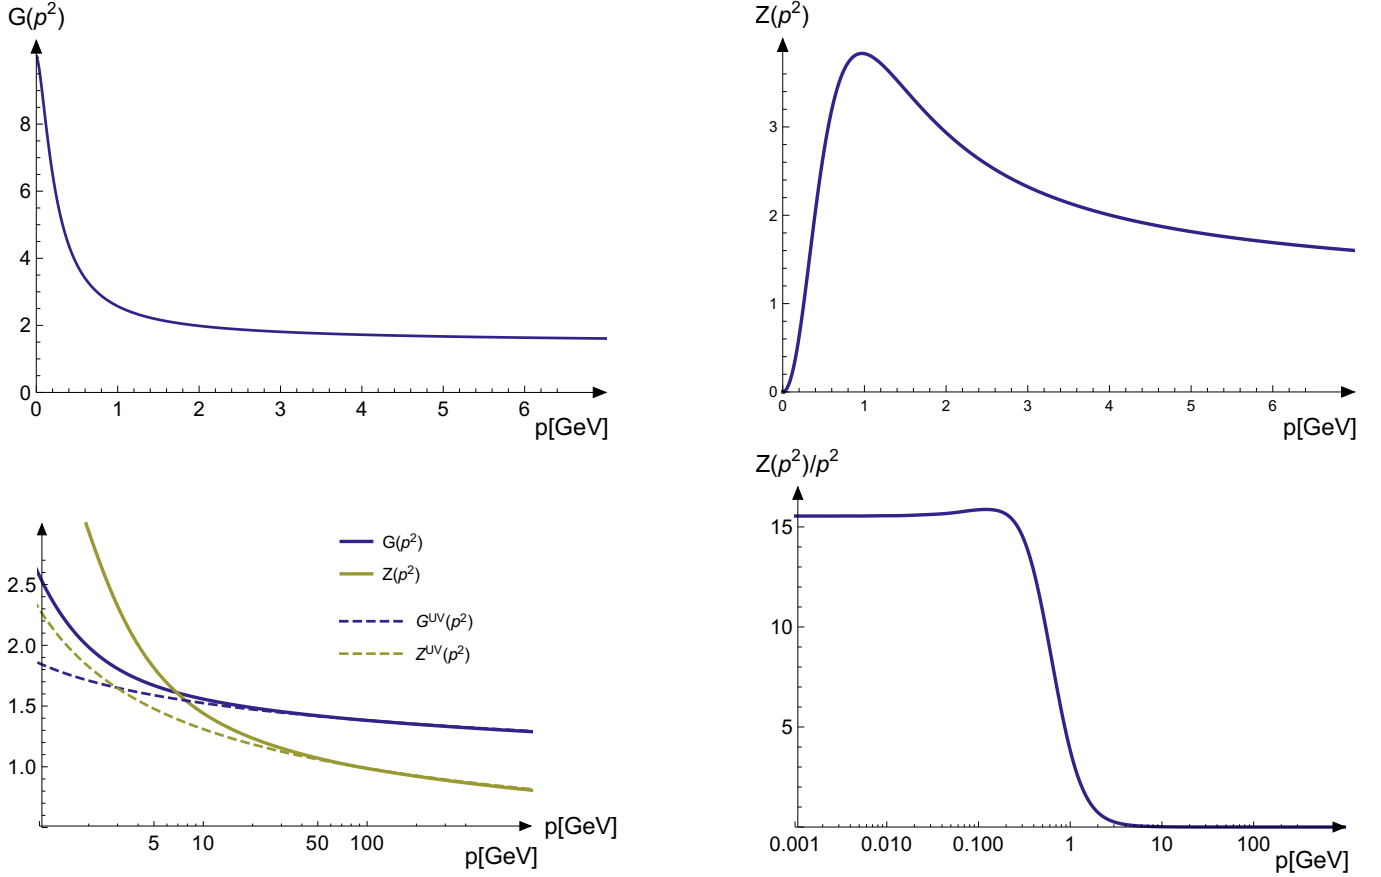 G(p²)
8
6
4
2
0
0 1 2 3 4 5 6
p[GeV]
Z(p²)
3
2
1
0
0 1 2 3 4 5 6
p[GeV]
G(p²)
Z(p²)
G^UV(p²)
Z^UV(p²)
2.5
2.0
1.5
1.0
5 10 50 100
p[GeV]
p[GeV]
Z(p²)/p²
15
10
5
0.001 0.010 0.100 1 10 100
p[GeV]